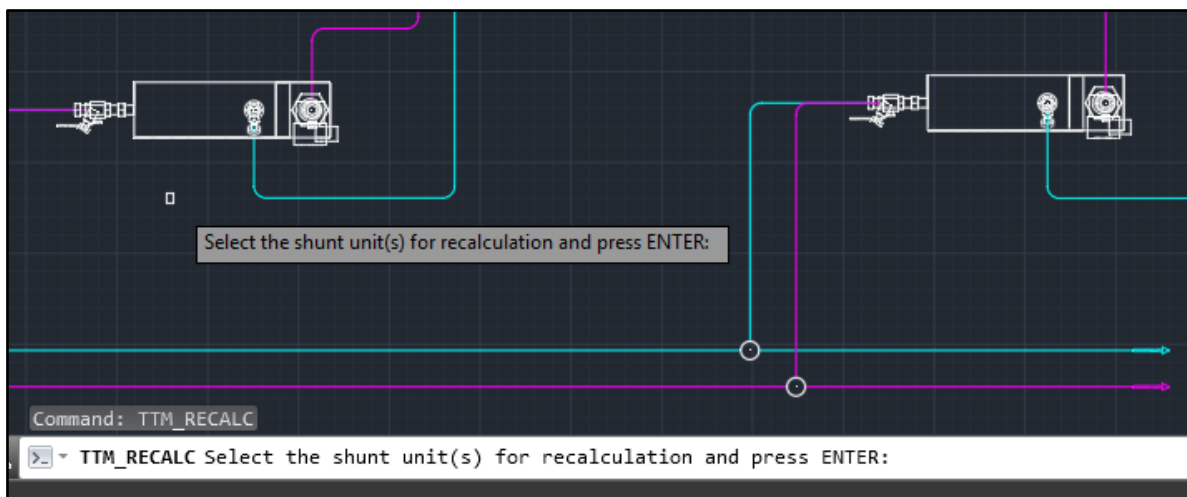 Select the shunt unit(s) for recalculation and press ENTER:
Command: TTM_RECALC
TTM_RECALC Select the shunt unit(s) for recalculation and press ENTER: